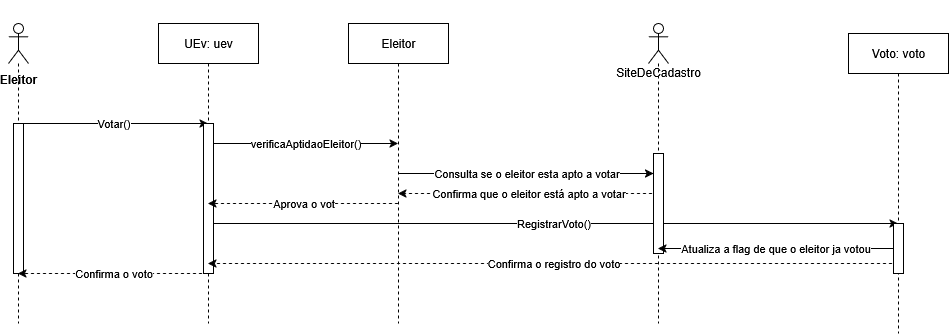 UEv: uev
Eleitor
Voto: voto
Eleitor
SiteDeCadastro
Votar()
verificaAptidaoEleitor()
Consulta se o eleitor esta apto a votar
Confirma que o eleitor está apto a votar
Aprova o vot
RegistrarVoto()
Atualiza a flag de que o eleitor ja votou
Confirma o registro do voto
Confirma o voto